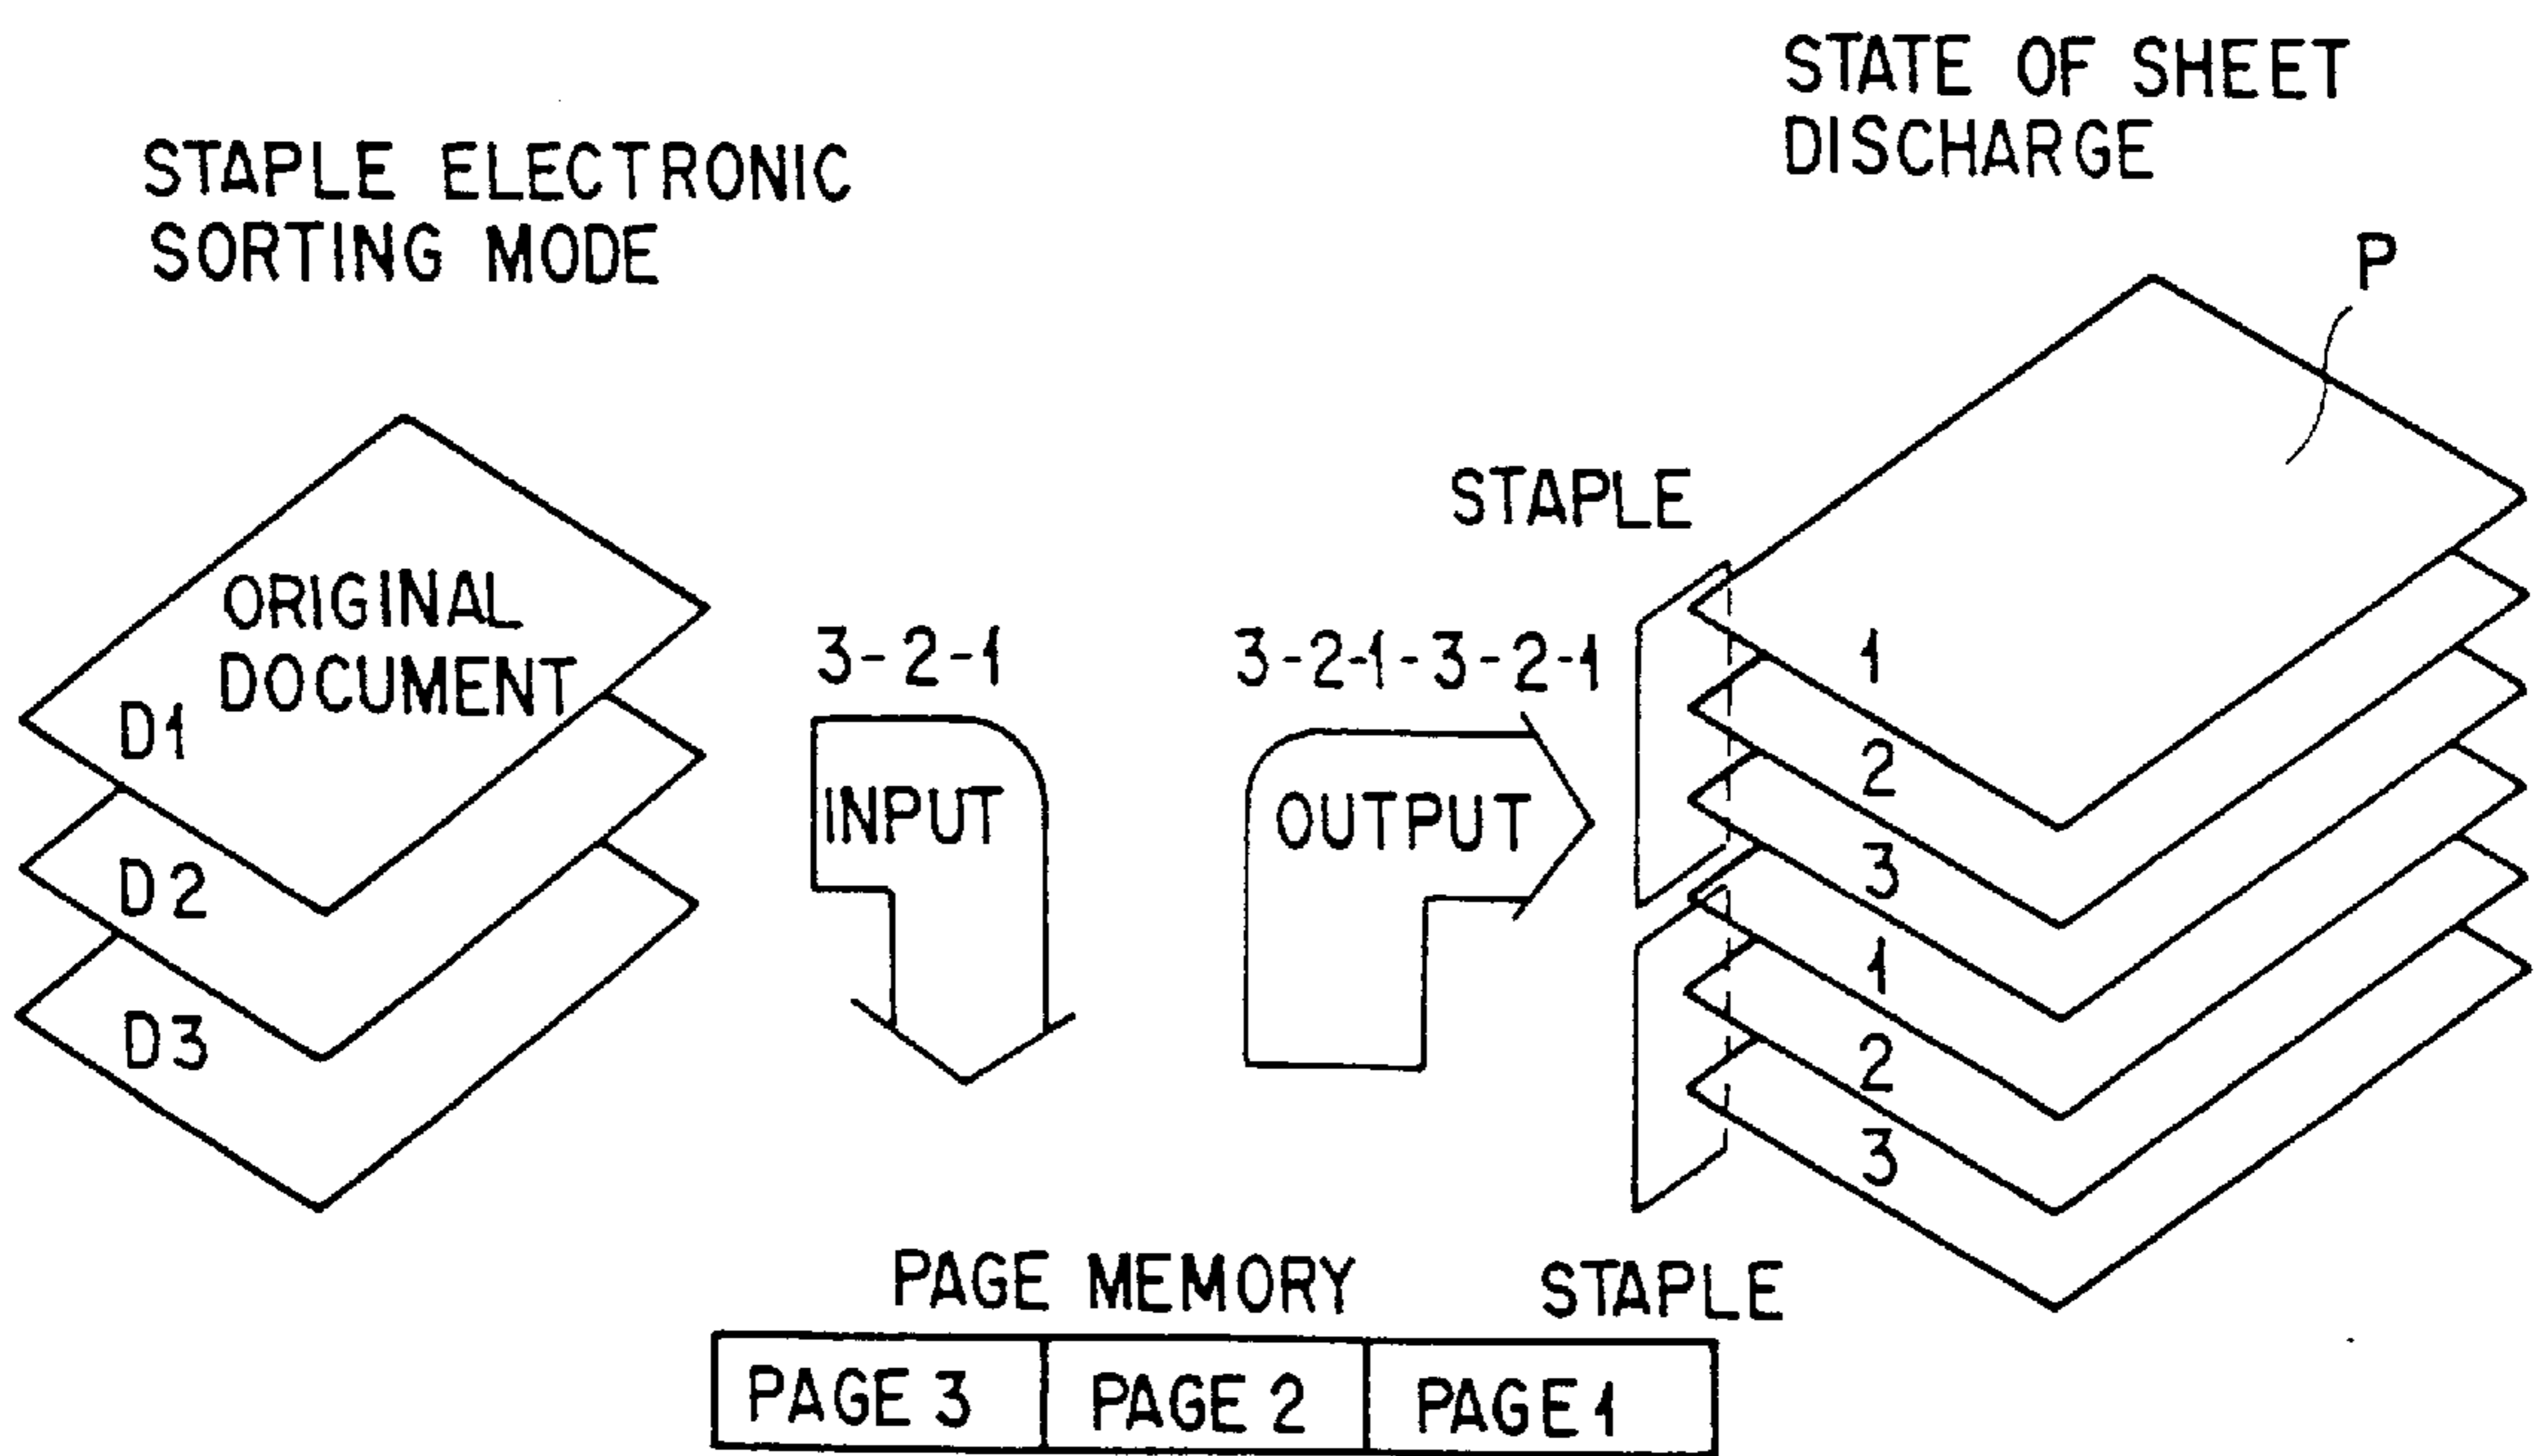 STAPLE ELECTRONIC
SORTING MODE
STATE OF SHEET
DISCHARGE
P
ORIGINAL
DOCUMENT
D1
D2
D3
3-2-1
INPUT
3-2-1-3-2-1
OUTPUT
STAPLE
1
2
3
1
2
3
STAPLE
PAGE MEMORY
PAGE 3
PAGE 2
PAGE 1